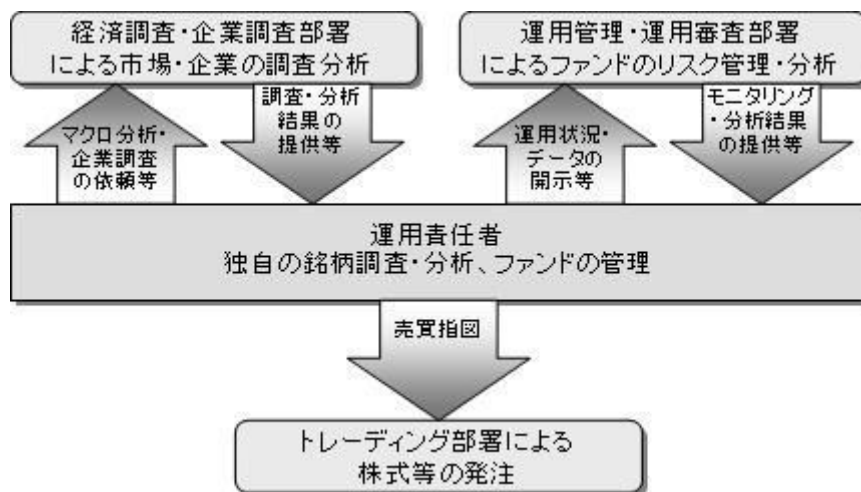 経済調査・企業調査部署
による市場・企業の調査分析
運用管理・運用審査部署
によるファンドのリスク管理・分析
マクロ分析・
企業調査
の依頼等
調査・分析
結果の
提供等
運用状況・
データの
開示等
モニタリング
・分析結果
の提供等
運用責任者
独自の銘柄調査・分析、ファンドの管理
売買指図
トレーディング部署による
株式等の発注